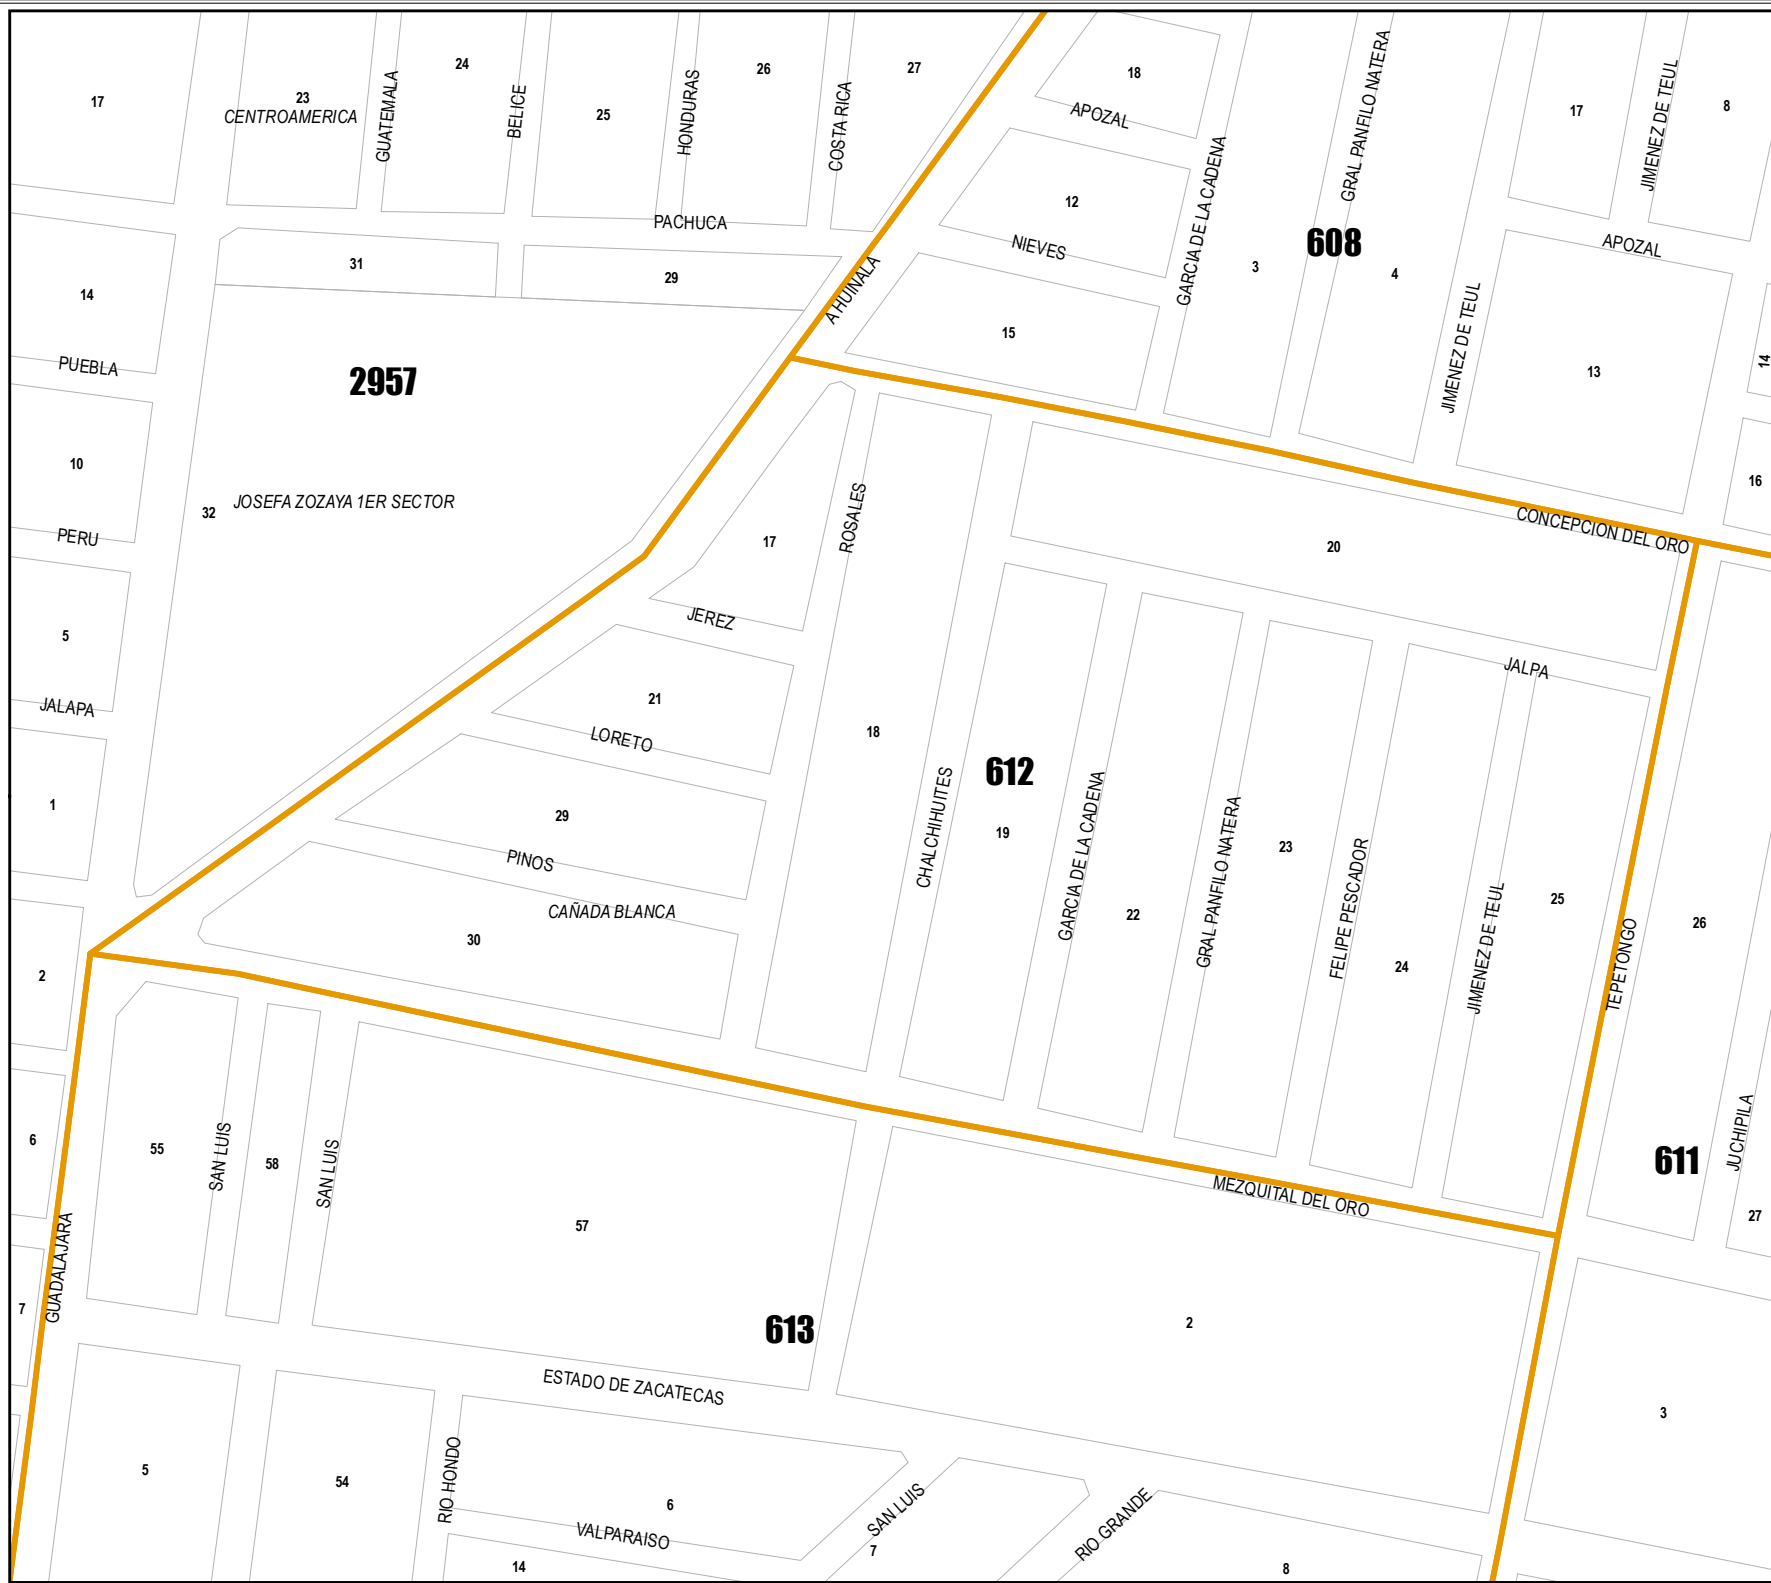 24
26
27
17
23
CENTROAMERICA
GUATEMALA
BELICE
25
HONDURAS
COSTA RICA
18
APOZAL
GRAL PANFILO NATERA
17
JIMENEZ DE TEUL
8
12
GARCIA DE LA CADENA
PACHUCA
NIEVES
608
APOZAL
31
29
A HUINALA
3
4
14
15
JIMENEZ DE TEUL
13
14
PUEBLA
2957
10
32
JOSEFA ZOZAYA 1ER SECTOR
ROSALES
16
PERU
17
20
CONCEPCION DEL ORO
5
JEREZ
JALPA
21
JALAPA
LORETO
18
612
1
29
CHALCHIHUITES
19
GARCIA DE LA CADENA
GRAL PANFILO NATERA
23
FELIPE PESCADOR
PINOS
CAÑADA BLANCA
22
25
26
30
24
JIMENEZ DE TEUL
TEPETONGO
2
6
55
SAN LUIS
58
SAN LUIS
611
JUCHIPILA
MEZQUITAL DEL ORO
57
27
GUADALAJARA
7
613
2
ESTADO DE ZACATECAS
3
5
54
RIO HONDO
6
SAN LUIS
RIO GRANDE
VALPARAISO
7
14
8